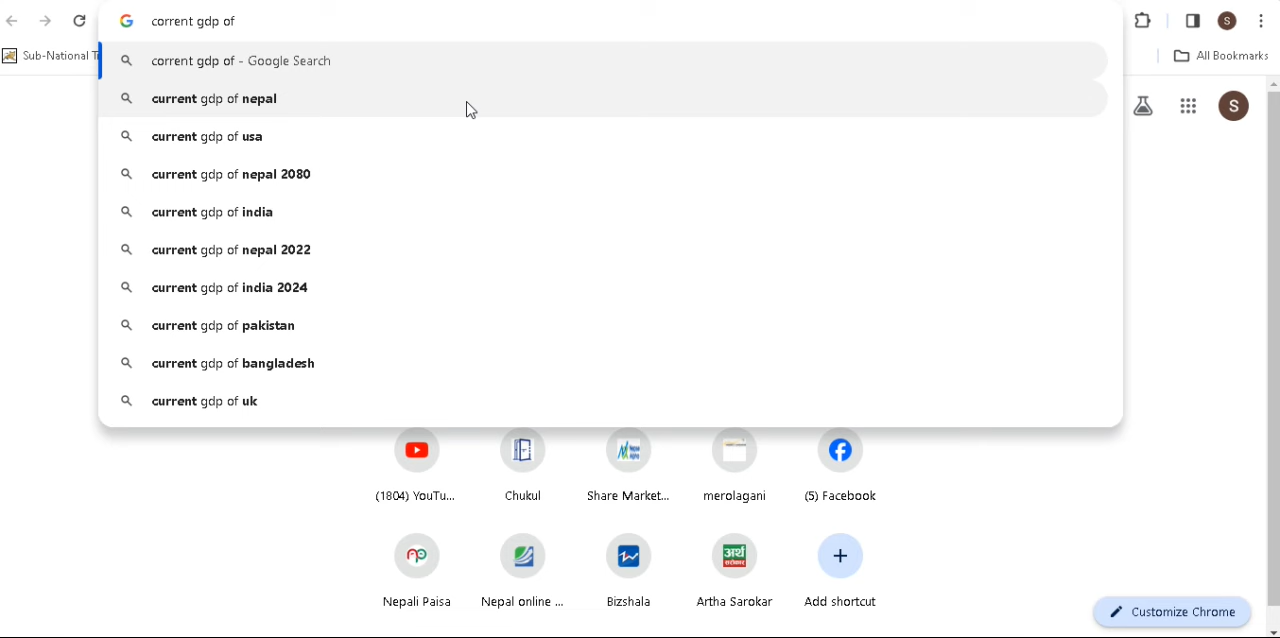 corrent gdp of
S
Sub-National T
All Bookmarks
corrent gdp of - Google Search
current gdp of nepal
S
current gdp of usa
current gdp of nepal 2080
current gdp of india
current gdp of nepal 2022
current gdp of india 2024
current gdp of pakistan
current gdp of bangladesh
current gdp of uk
(1804) YouTu...
Chukul
Share Market...
merolagani
(5) Facebook
अर्थ
Nepali Paisa
Nepal online ...
Bizshala
Artha Sarokar
Add shortcut
Customize Chrome